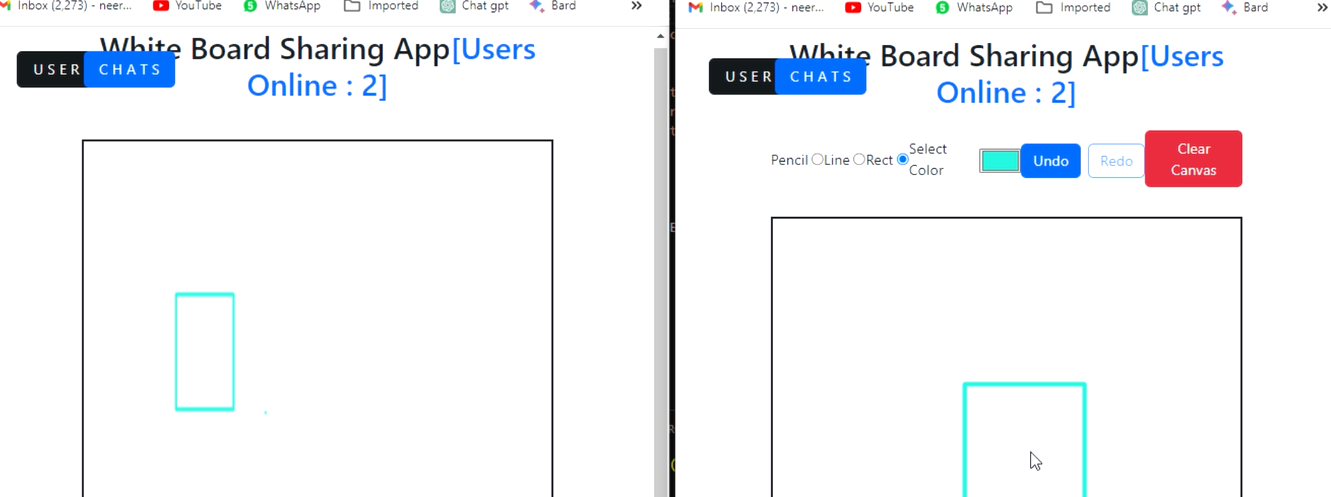 Inbox (2,273) - neer... YouTube WhatsApp Imported Chat gpt Bard »
White Board Sharing App[Users
Online : 2]
USER CHATS
Inbox (2,273) - neer... YouTube WhatsApp Imported Chat gpt Bard »
White Board Sharing App[Users
Online : 2]
USER CHATS
Pencil Line Rect Select
Color
Undo Redo Clear
Canvas